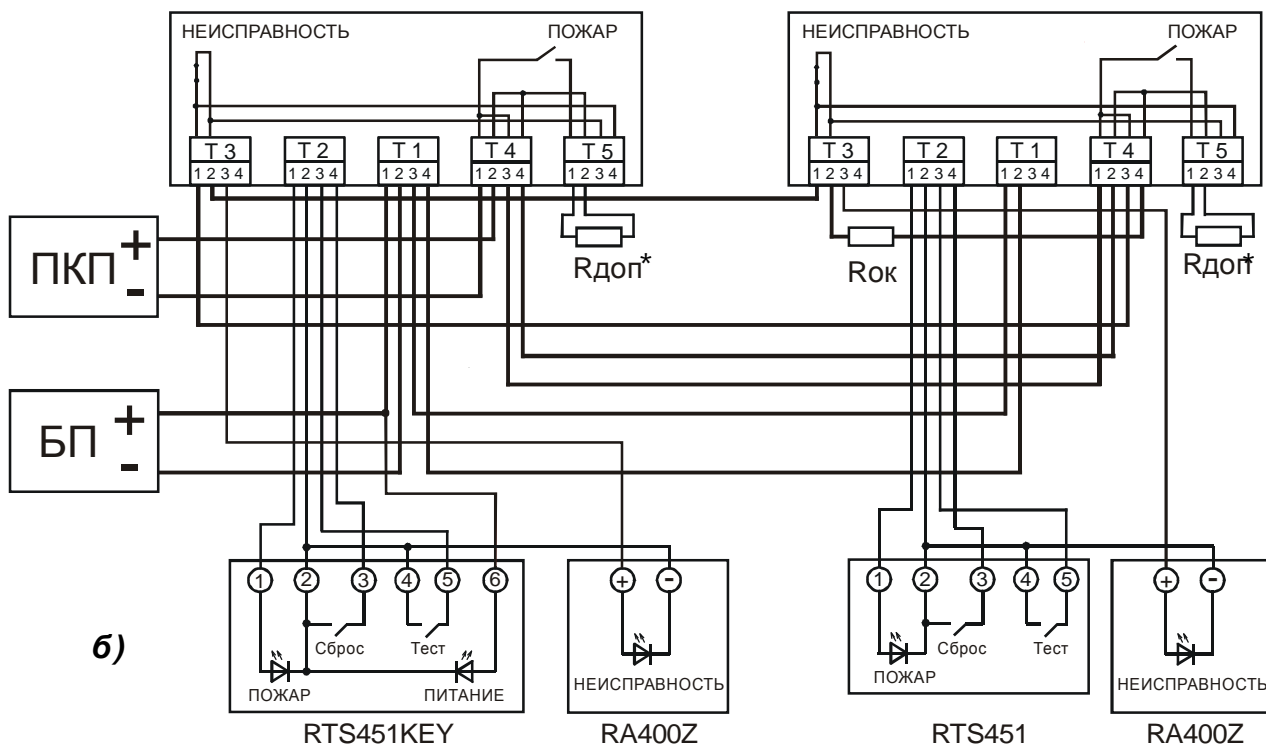 НЕИСПРАВНОСТЬ ПОЖАР НЕИСПРАВНОСТЬ ПОЖАР
T 3 T 2 T 1 T 4 T 5 T 3 T 2 T 1 T 4 T 5
1 2 3 4 1 2 3 4 1 2 3 4 1 2 3 4 1 2 3 4 1 2 3 4 1 2 3 4 1 2 3 4 1 2 3 4 1 2 3 4
ПКП + -
Rдоп* Rок Rдоп*
БП + -
1 2 3 4 5 6 + - 1 2 3 4 5 + -
б)
Сброс Тест Сброс Тест
ПОЖАР ПИТАНИЕ НЕИСПРАВНОСТЬ ПОЖАР НЕИСПРАВНОСТЬ
RTS451KEY RA400Z RTS451 RA400Z